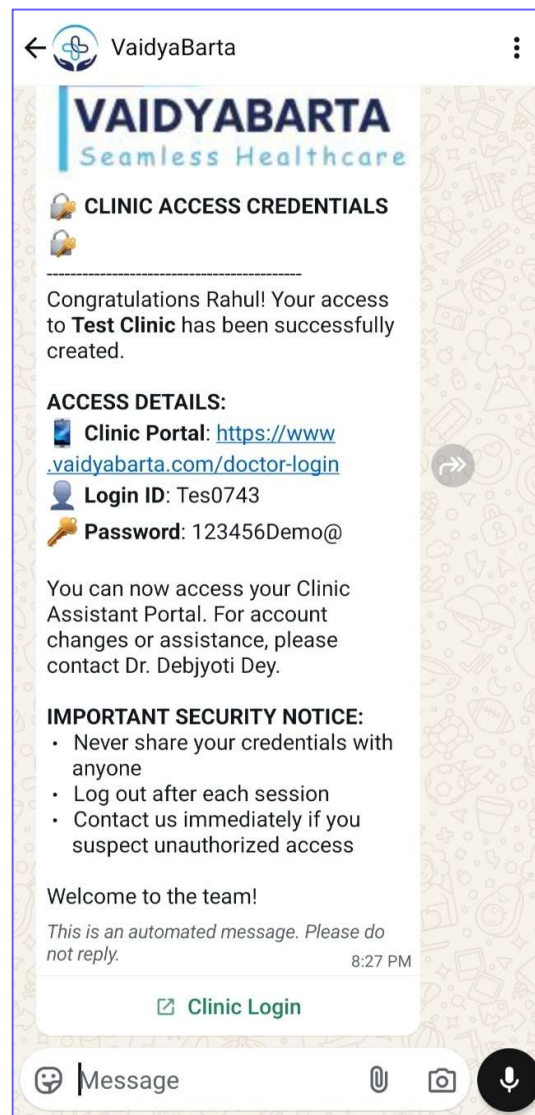 VaidyaBarta
VAIDYABARTA
Seamless Healthcare
CLINIC ACCESS CREDENTIALS
-------------------------------------------
Congratulations Rahul! Your access
to Test Clinic has been successfully
created.
ACCESS DETAILS:
Clinic Portal: https://www
.vaidyabarta.com/doctor-login
Login ID: Tes0743
Password: 123456Demo@
You can now access your Clinic
Assistant Portal. For account
changes or assistance, please
contact Dr. Debjyoti Dey.
IMPORTANT SECURITY NOTICE:
• Never share your credentials with
anyone
• Log out after each session
• Contact us immediately if you
suspect unauthorized access
Welcome to the team!
This is an automated message. Please do
not reply.
8:27 PM
Clinic Login
Message